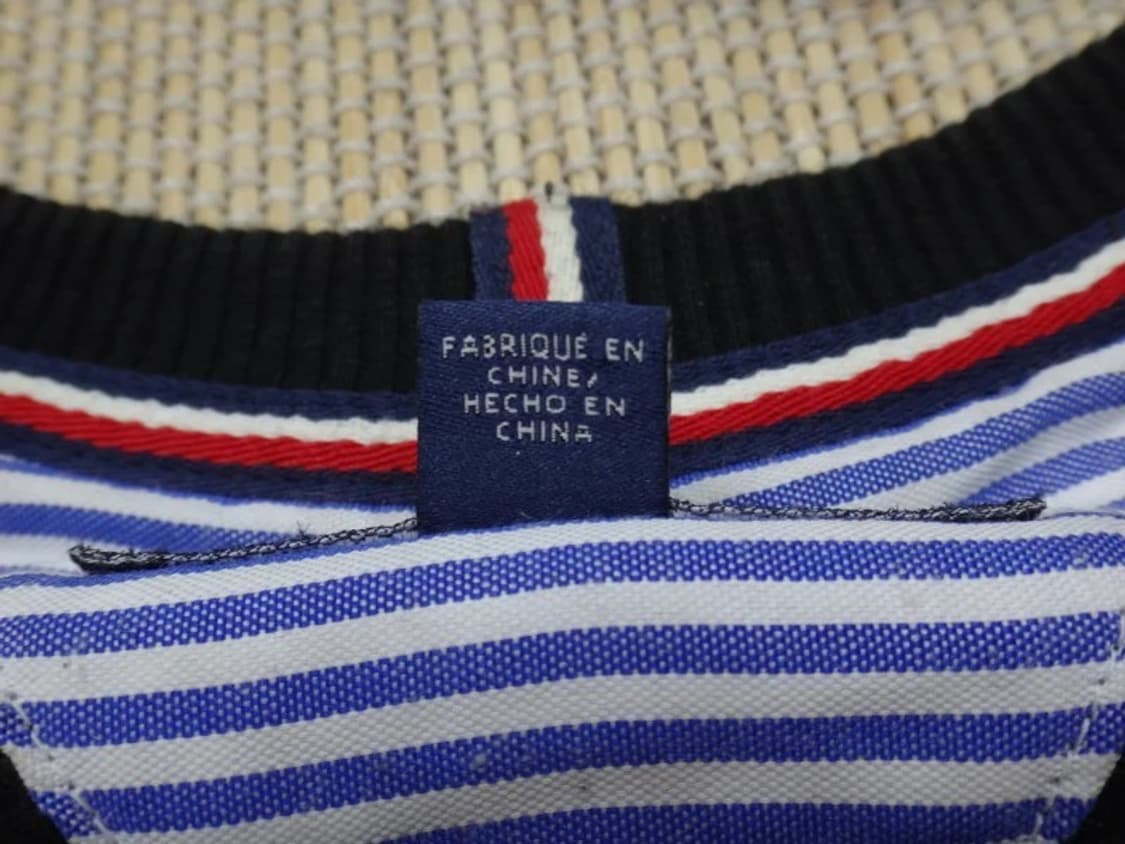 FABRIQUÉ EN
CHINE/
HECHO EN
CHINA